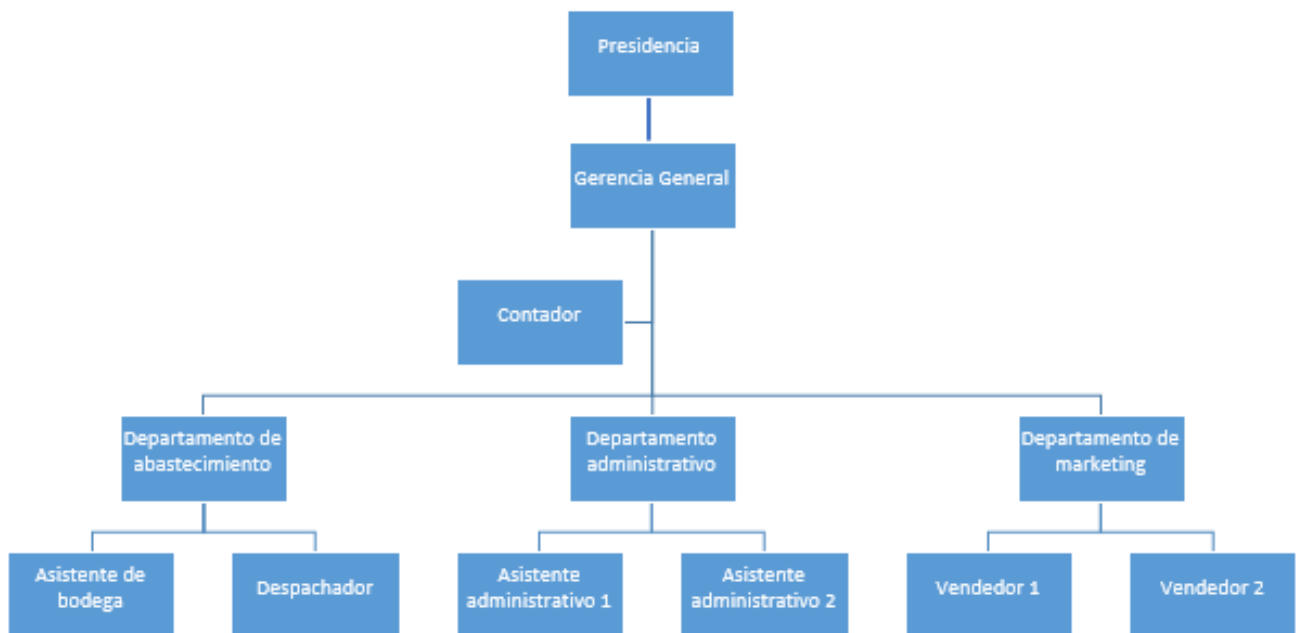 Presidencia
Gerencia General
Contador
Departamento de
abastecimiento
Departamento
administrativo
Departamento de
marketing
Asistente de
bodega
Despachador
Asistente
administrativo 1
Asistente
administrativo 2
Vendedor 1
Vendedor 2